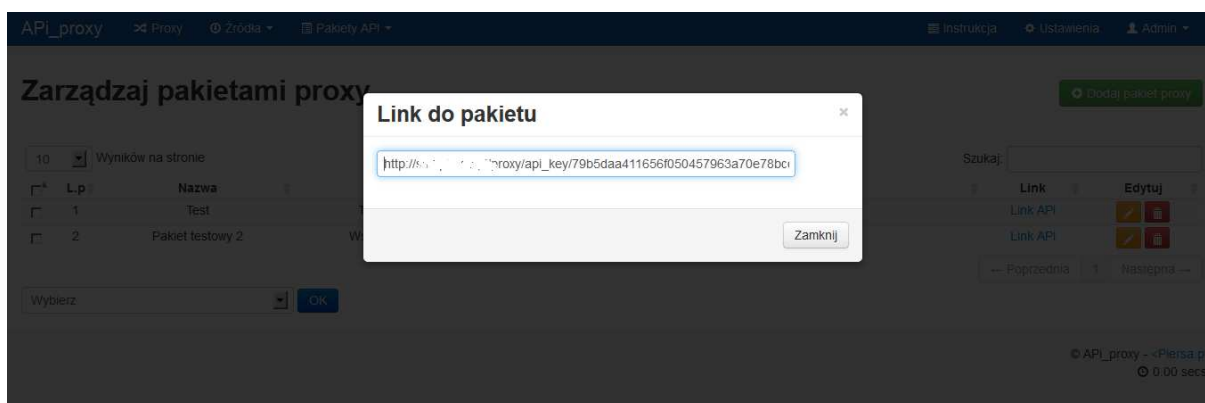 APi_proxy Proxy Źródła Pakiety API Instrukcja Ustawienia Admin
Zarządzaj pakietami proxy
Dodaj pakiet proxy
Link do pakietu ×
http:// proxy/api_key/79b5daa411656f050457963a70e78bc
Zamknij
10 Wyników na stronie Szukaj:
L.p Nazwa Link Edytuj
1 Test Link APi
2 Pakiet testowy 2 Link APi
← Poprzednia 1 Następna →
Wybierz OK
© APi_proxy - <Piersa.p
0.00 secs